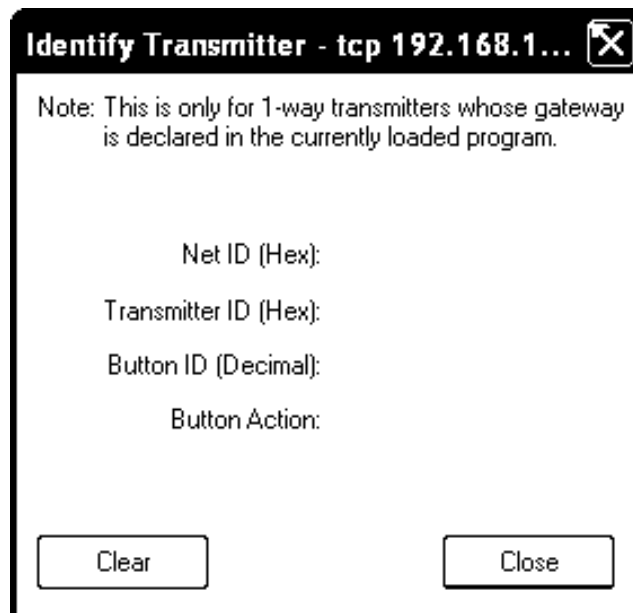 Identify Transmitter - tcp 192.168.1...
Note: This is only for 1-way transmitters whose gateway
is declared in the currently loaded program.
Net ID (Hex):
Transmitter ID (Hex):
Button ID (Decimal):
Button Action:
Clear
Close